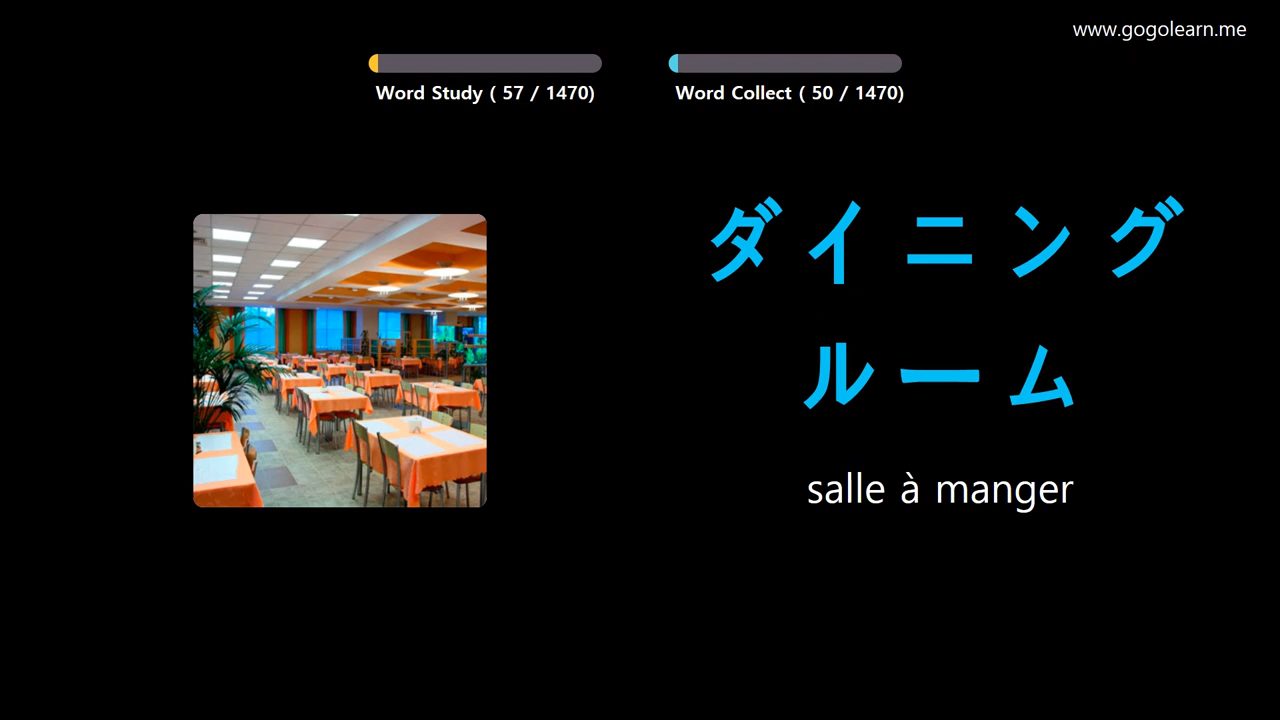 www.gogolearn.me
Word Study ( 57 / 1470)
Word Collect ( 50 / 1470)
ダイニング
ルーム
salle à manger